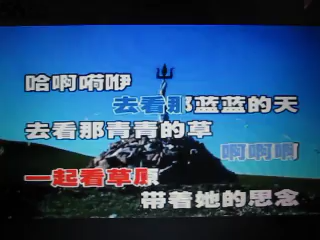 哈啊嗬咿
去看那蓝蓝的天
去看那青青的草
啊啊啊
一起看草原
带着她的思念